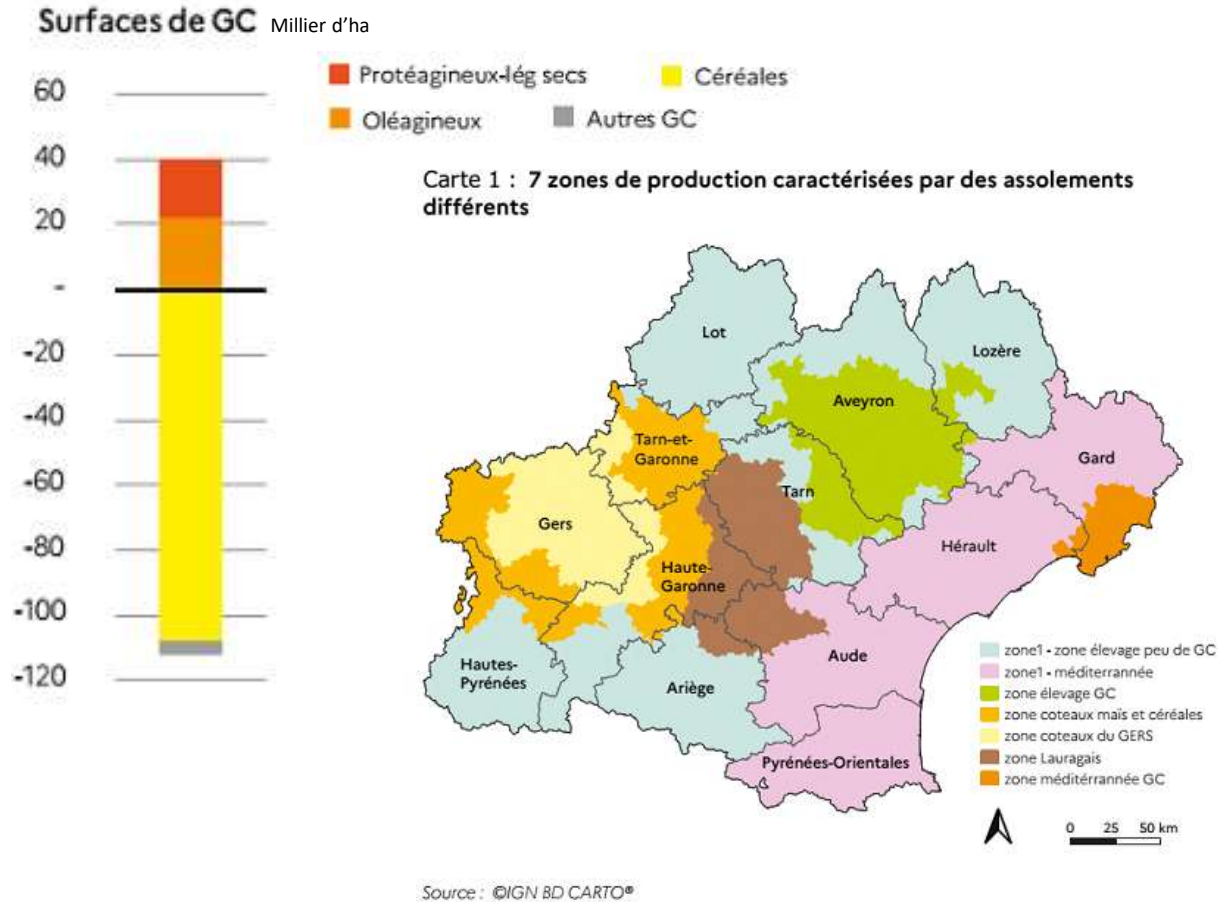 Surfaces de GC Millier d’ha
Protéagineux-lég secs
Céréales
Oléagineux
Autres GC
60
40
20
-
-20
-40
-60
-80
-100
-120
Carte 1 : 7 zones de production caractérisées par des assolements
différents
Lot
Lozère
Aveyron
Tarn-et-
Garonne
Gard
Tarn
Gers
Hérault
Haute-
Garonne
Aude
Hautes-
Pyrénées
Ariège
Pyrénées-Orientales
zone1 - zone élevage peu de GC
zone1 - méditerrannée
zone élevage GC
zone coteaux maïs et céréales
zone coteaux du GERS
zone Lauragais
zone méditérrannée GC
0 25 50 km
Source : ©IGN BD CARTO®